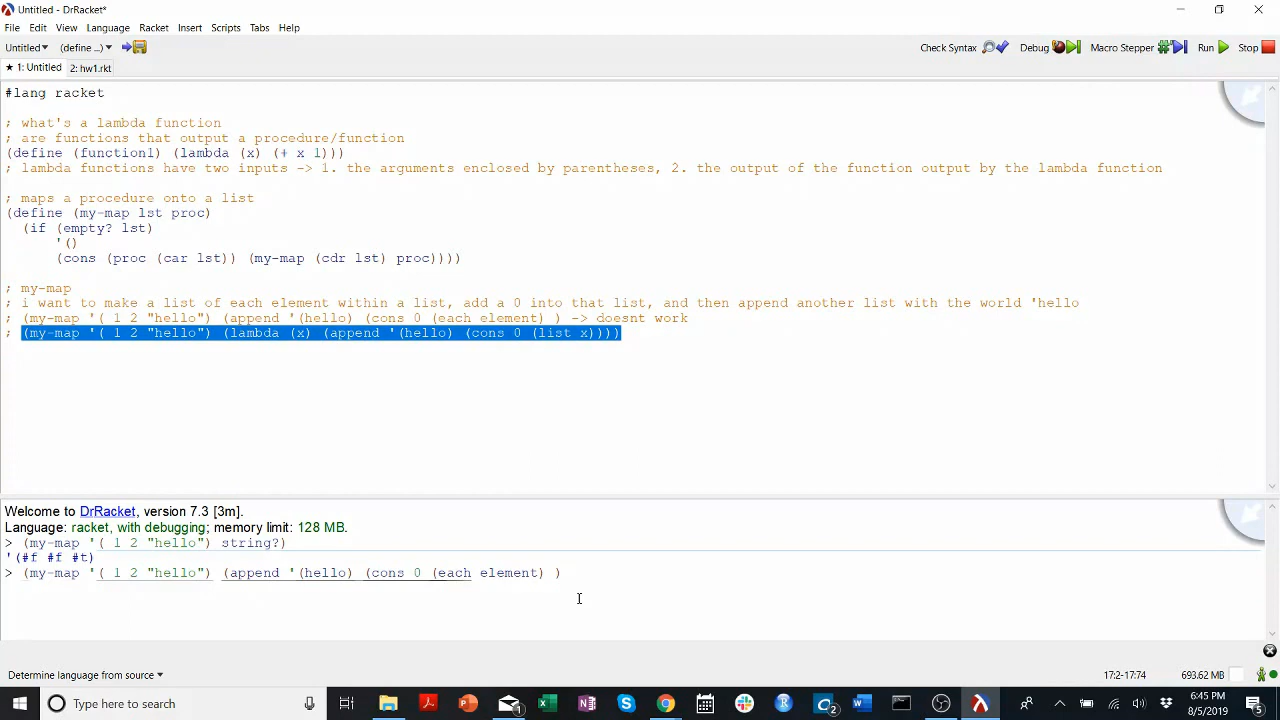 Untitled - DrRacket*
File Edit View Language Racket Insert Scripts Tabs Help
Untitled▾ (define ...)▾ Check Syntax Debug Macro Stepper Run Stop
★ 1: Untitled 2: hw1.rkt
#lang racket
; what's a lambda function
; are functions that output a procedure/function
(define (function1) (lambda (x) (+ x 1)))
; lambda functions have two inputs -> 1. the arguments enclosed by parentheses, 2. the output of the function output by the lambda function
; maps a procedure onto a list
(define (my-map lst proc)
(if (empty? lst)
'()
(cons (proc (car lst)) (my-map (cdr lst) proc))))
; my-map
; i want to make a list of each element within a list, add a 0 into that list, and then append another list with the world 'hello
; (my-map '( 1 2 "hello") (append '(hello) (cons 0 (each element) ) -> doesnt work
; (my-map '( 1 2 "hello") (lambda (x) (append '(hello) (cons 0 (list x))))
Welcome to DrRacket, version 7.3 [3m].
Language: racket, with debugging; memory limit: 128 MB.
> (my-map '( 1 2 "hello") string?)
'(#f #f #t)
> (my-map '( 1 2 "hello") (append '(hello) (cons 0 (each element) )
Determine language from source▾ 17:2-17:74 693.62 MB
Type here to search 6:45 PM
8/5/2019